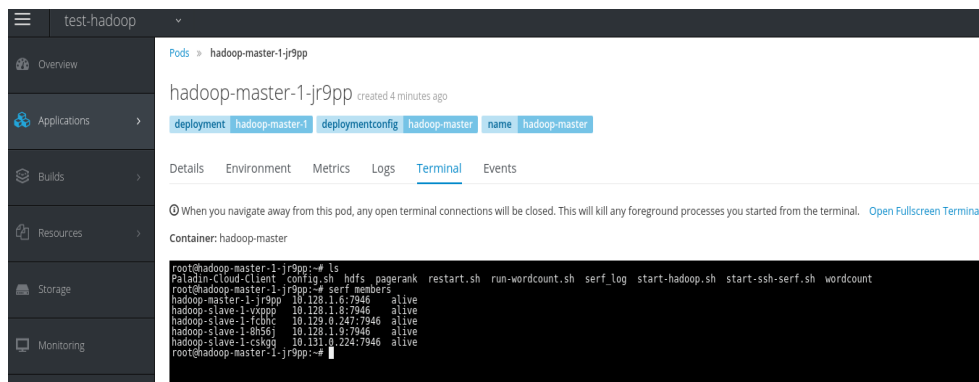 test-hadoop
Overview
Applications
Builds
Resources
Storage
Monitoring
Pods » hadoop-master-1-jr9pp
hadoop-master-1-jr9pp created 4 minutes ago
deployment hadoop-master-1 deploymentconfig hadoop-master name hadoop-master
Details Environment Metrics Logs Terminal Events
When you navigate away from this pod, any open terminal connections will be closed. This will kill any foreground processes you started from the terminal. Open Fullscreen Termina
Container: hadoop-master
root@hadoop-master-1-jr9pp:~# ls
Paladin-Cloud-Client config.sh hdfs pagerank restart.sh run-wordcount.sh serf_log start-hadoop.sh start-ssh-serf.sh wordcount
root@hadoop-master-1-jr9pp:~# serf members
hadoop-master-1-jr9pp 10.128.1.6:7946 alive
hadoop-slave-1-vxppp 10.128.1.8:7946 alive
hadoop-slave-1-fcbhc 10.129.0.247:7946 alive
hadoop-slave-1-8h56j 10.128.1.9:7946 alive
hadoop-slave-1-cskgq 10.131.0.224:7946 alive
root@hadoop-master-1-jr9pp:~#